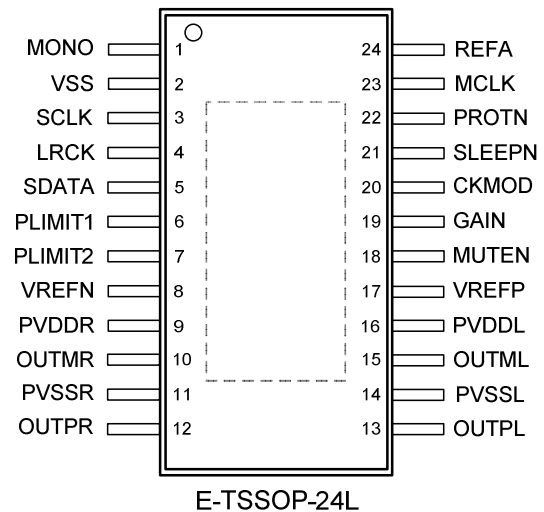 MONO 1 24 REFA
VSS 2 23 MCLK
SCLK 3 22 PROTN
LRCK 4 21 SLEEPN
SDATA 5 20 CKMOD
PLIMIT1 6 19 GAIN
PLIMIT2 7 18 MUTEN
VREFN 8 17 VREFP
PVDDR 9 16 PVDDL
OUTMR 10 15 OUTML
PVSSR 11 14 PVSSL
OUTPR 12 13 OUTPL
E-TSSOP-24L